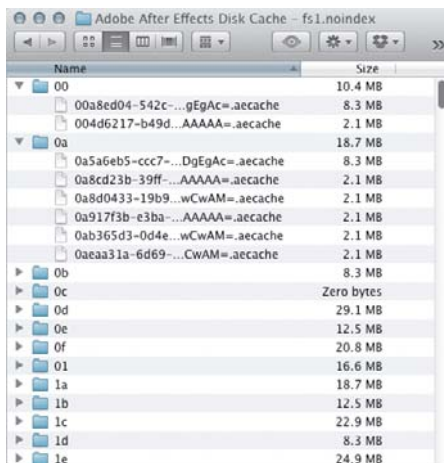 Adobe After Effects Disk Cache – fs1.noindex
Name Size
00 10.4 MB
00a8ed04-542c-...gEgAc=.aecache 8.3 MB
004d6217-b49d...AAAAA=.aecache 2.1 MB
0a 18.7 MB
0a5a6eb5-ccc7-...DgEgAc=.aecache 8.3 MB
0a8cd23b-39ff-...AAAAA=.aecache 2.1 MB
0a8d0433-19b9...wCwAM=.aecache 2.1 MB
0a917f3b-e3ba-...AAAAA=.aecache 2.1 MB
0ab365d3-0d4e...wCwAM=.aecache 2.1 MB
0aeaa31a-6d69-...CwAM=.aecache 2.1 MB
0b 8.3 MB
0c Zero bytes
0d 29.1 MB
0e 12.5 MB
0f 20.8 MB
01 16.6 MB
1a 18.7 MB
1b 12.5 MB
1c 22.9 MB
1d 8.3 MB
1e 24.9 MB